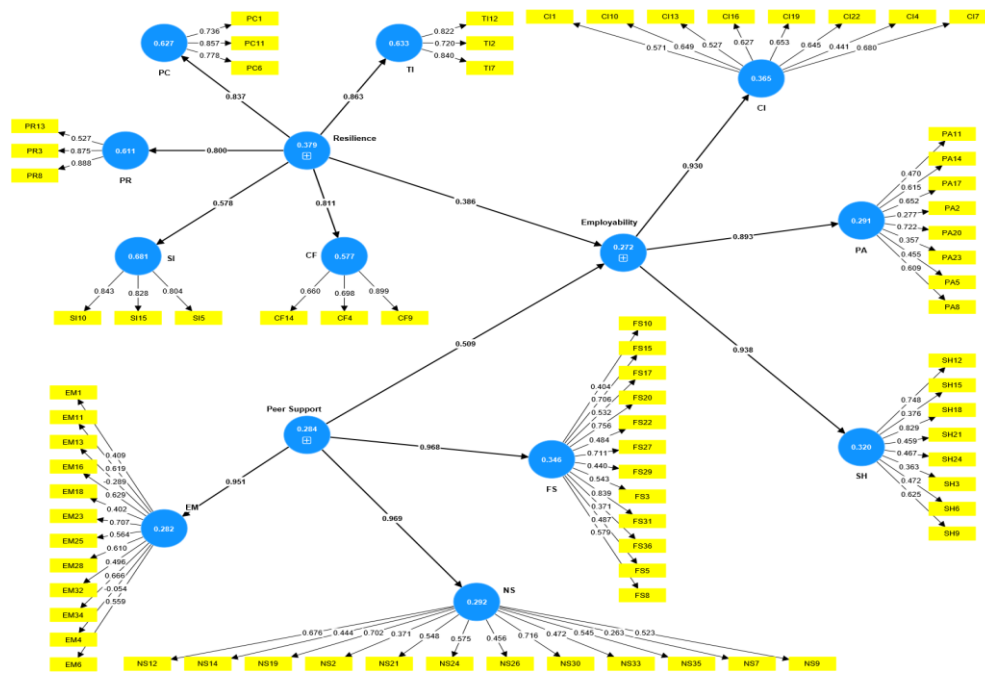 PC1
PC11
PC6
0.736
0.857
0.778
0.627
PC
TI12
TI2
TI7
0.822
0.720
0.840
0.633
TI
CI1
CI10
CI13
CI16
CI19
CI22
CI4
CI7
0.571
0.649
0.527
0.627
0.653
0.645
0.441
0.680
0.365
CI
0.837
0.863
PR13
PR3
PR8
0.527
0.875
0.888
0.611
PR
0.800
0.379
Resilience
0.578
0.811
0.386
0.930
0.681
SI
0.843
0.828
0.804
SI10
SI15
SI5
CF
0.577
0.660
0.698
0.899
CF14
CF4
CF9
Employability
0.272
0.893
0.291
PA
PA11
PA14
PA17
PA2
PA20
PA23
PA5
PA8
0.470
0.615
0.652
0.277
0.722
0.357
0.455
0.609
0.509
0.938
FS10
FS15
FS17
FS20
FS22
FS27
FS29
FS3
FS31
FS36
FS5
FS8
0.404
0.706
0.532
0.756
0.484
0.711
0.440
0.543
0.839
0.371
0.487
0.579
0.346
FS
0.320
SH
SH12
SH15
SH18
SH21
SH24
SH3
SH6
SH9
0.748
0.376
0.829
0.459
0.467
0.363
0.472
0.625
Peer Support
0.284
0.968
0.951
0.969
EM1
EM11
EM13
EM16
EM18
EM23
EM25
EM28
EM32
EM34
EM4
EM6
0.409
0.619
-0.289
0.629
0.402
0.707
0.564
0.610
0.496
0.666
-0.054
0.559
EM
0.282
NS
0.292
0.676
0.444
0.702
0.371
0.548
0.575
0.456
0.716
0.472
0.545
0.263
0.523
NS12
NS14
NS19
NS2
NS21
NS24
NS26
NS30
NS33
NS35
NS7
NS9